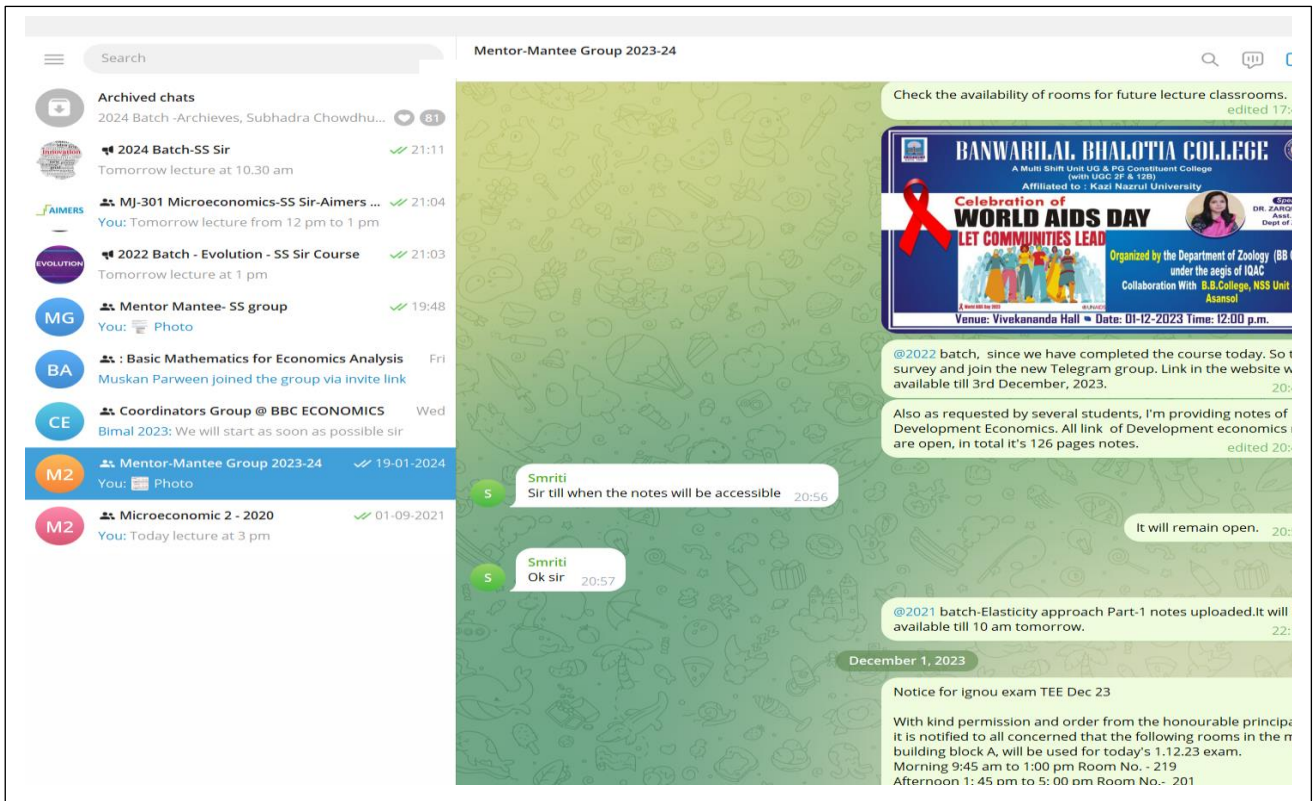 Search
Archived chats
2024 Batch -Archieves, Subhadra Chowdhu... 81
2024 Batch-SS Sir 21:11
Tomorrow lecture at 10.30 am
AIMERS
MJ-301 Microeconomics-SS Sir-Aimers ... 21:04
You: Tomorrow lecture from 12 pm to 1 pm
EVOLUTION
2022 Batch - Evolution - SS Sir Course 21:03
Tomorrow lecture at 1 pm
MG
Mentor Mantee- SS group 19:48
You: Photo
BA
: Basic Mathematics for Economics Analysis Fri
Muskan Parween joined the group via invite link
CE
Coordinators Group @ BBC ECONOMICS Wed
Bimal 2023: We will start as soon as possible sir
M2
Mentor-Mantee Group 2023-24 19-01-2024
You: Photo
M2
Microeconomic 2 - 2020 01-09-2021
You: Today lecture at 3 pm
Mentor-Mantee Group 2023-24
Check the availability of rooms for future lecture classrooms.
edited 17:
BANWARILAL BHALOTIA COLLEGE
A Multi Shift Unit UG & PG Constituent College
(with UGC 2F & 12B)
Affiliated to : Kazi Nazrul University
Celebration of
WORLD AIDS DAY
LET COMMUNITIES LEAD
DR. ZARQ
Asst.
Dept of
Organized by the Department of Zoology (BB
under the aegis of IQAC
Collaboration With B.B.College, NSS Unit
Asansol
Venue: Vivekananda Hall Date: 01-12-2023 Time: 12:00 p.m.
@2022 batch, since we have completed the course today. So
survey and join the new Telegram group. Link in the website
available till 3rd December, 2023. 20:
Also as requested by several students, I'm providing notes of
Development Economics. All link of Development economics
are open, in total it's 126 pages notes. edited 20:
S
Smriti
Sir till when the notes will be accessible 20:56
It will remain open. 20:
S
Smriti
Ok sir 20:57
@2021 batch-Elasticity approach Part-1 notes uploaded.It will
available till 10 am tomorrow. 22:
December 1, 2023
Notice for ignou exam TEE Dec 23
With kind permission and order from the honourable
it is notified to all concerned that the following rooms in the
building block A, will be used for today's 1.12.23 exam.
Morning 9:45 am to 1:00 pm Room No. - 219
Afternoon 1: 45 pm to 5: 00 pm Room No.- 201